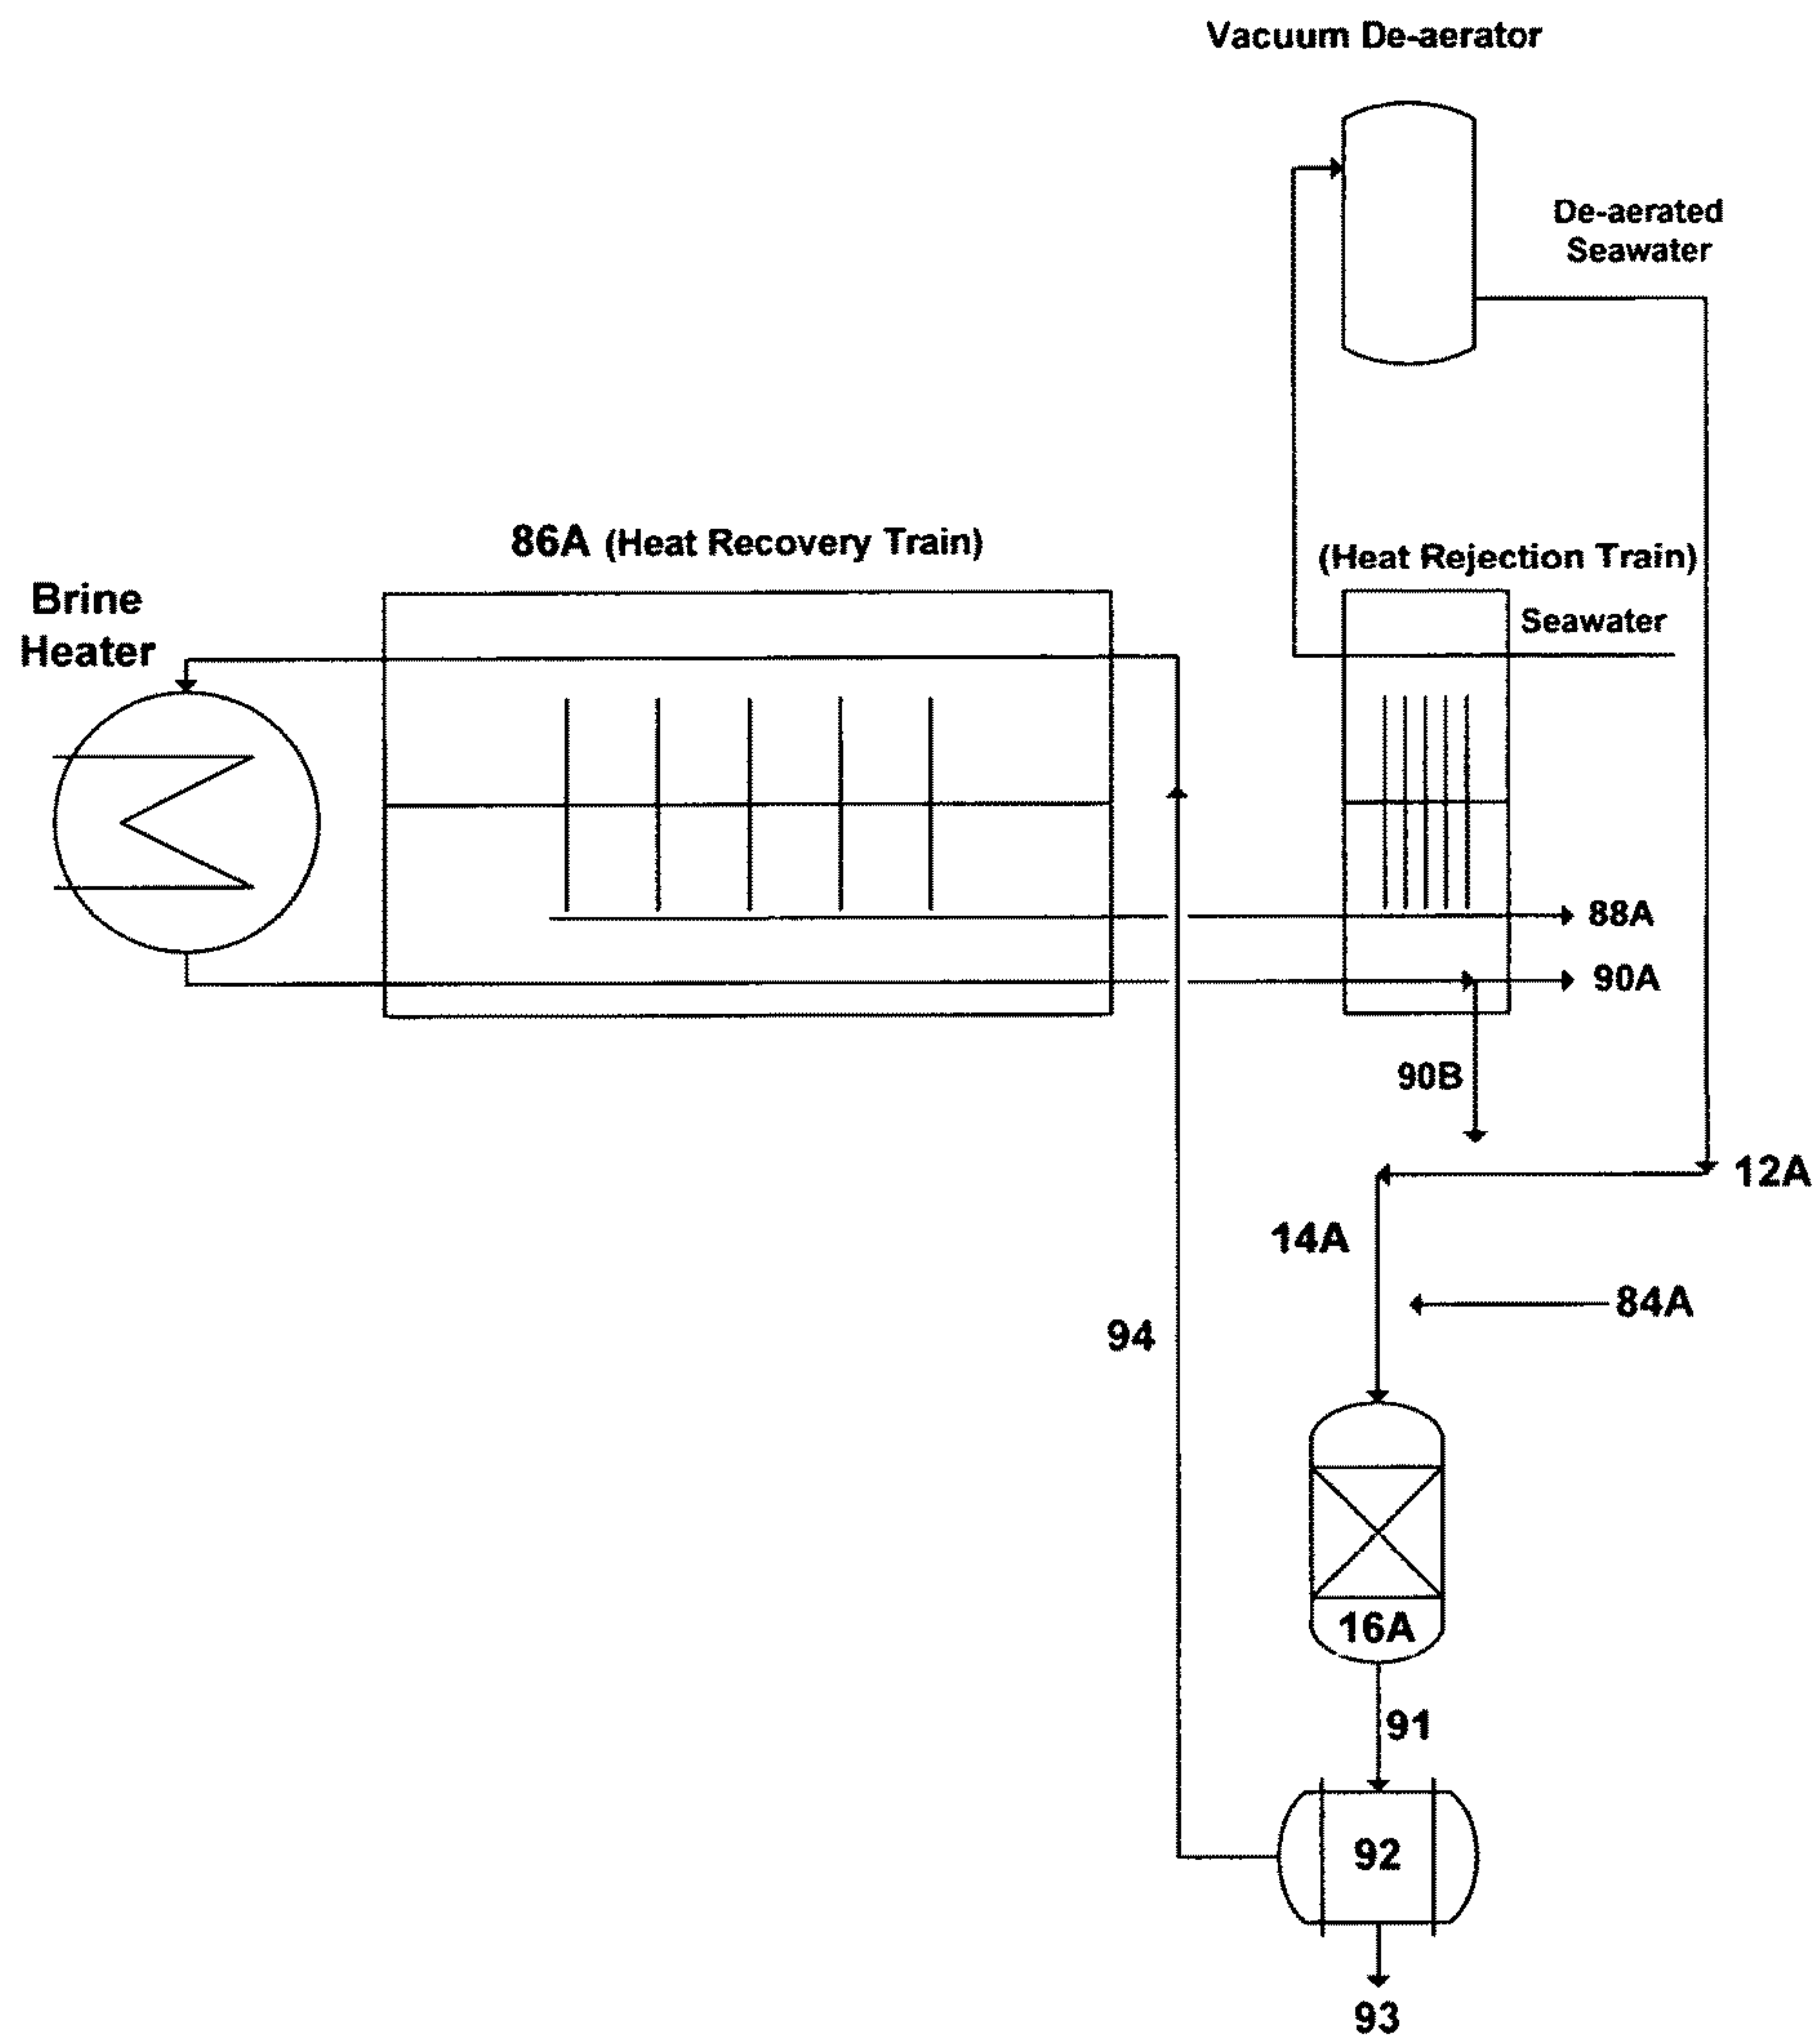 Vacuum De-aerator
De-aerated
Seawater
86A (Heat Recovery Train)
(Heat Rejection Train)
Brine
Heater
Seawater
88A
90A
90B
12A
14A
84A
94
16A
91
92
93